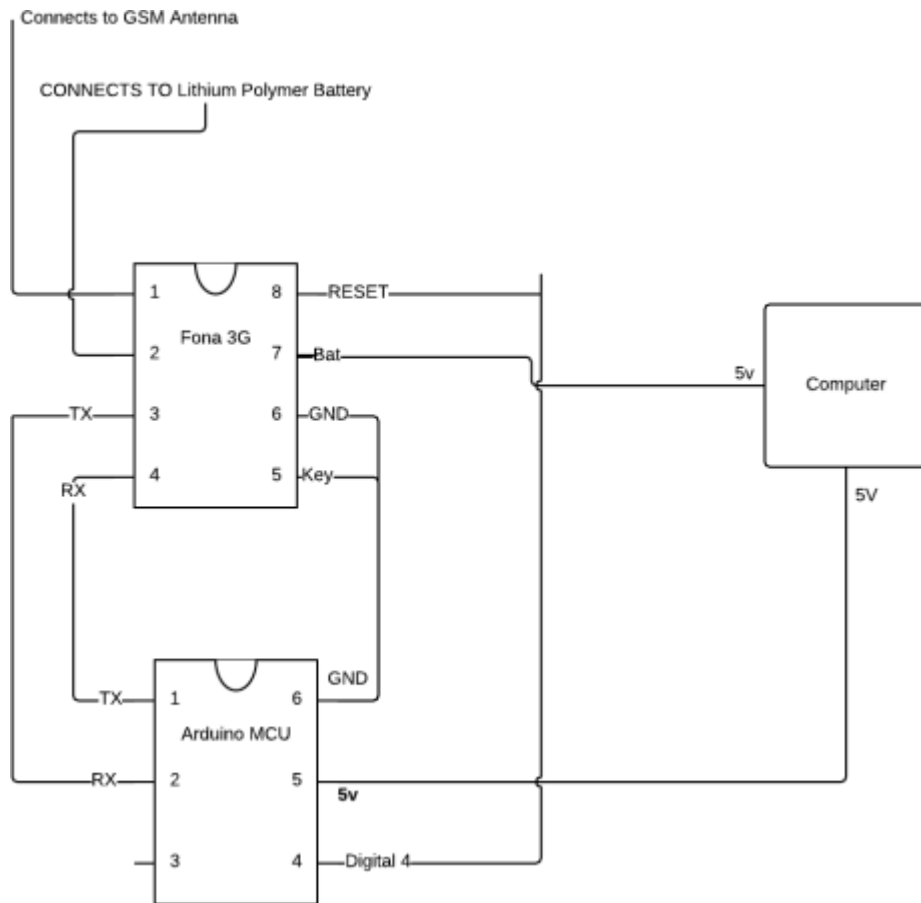 Connects to GSM Antenna
CONNECTS TO Lithium Polymer Battery
1
8
RESET
Fona 3G
2
7
Bat
5v
Computer
TX
3
6
GND
4
5
Key
RX
5V
GND
TX
1
6
Arduino MCU
RX
2
5
5v
3
4
Digital 4